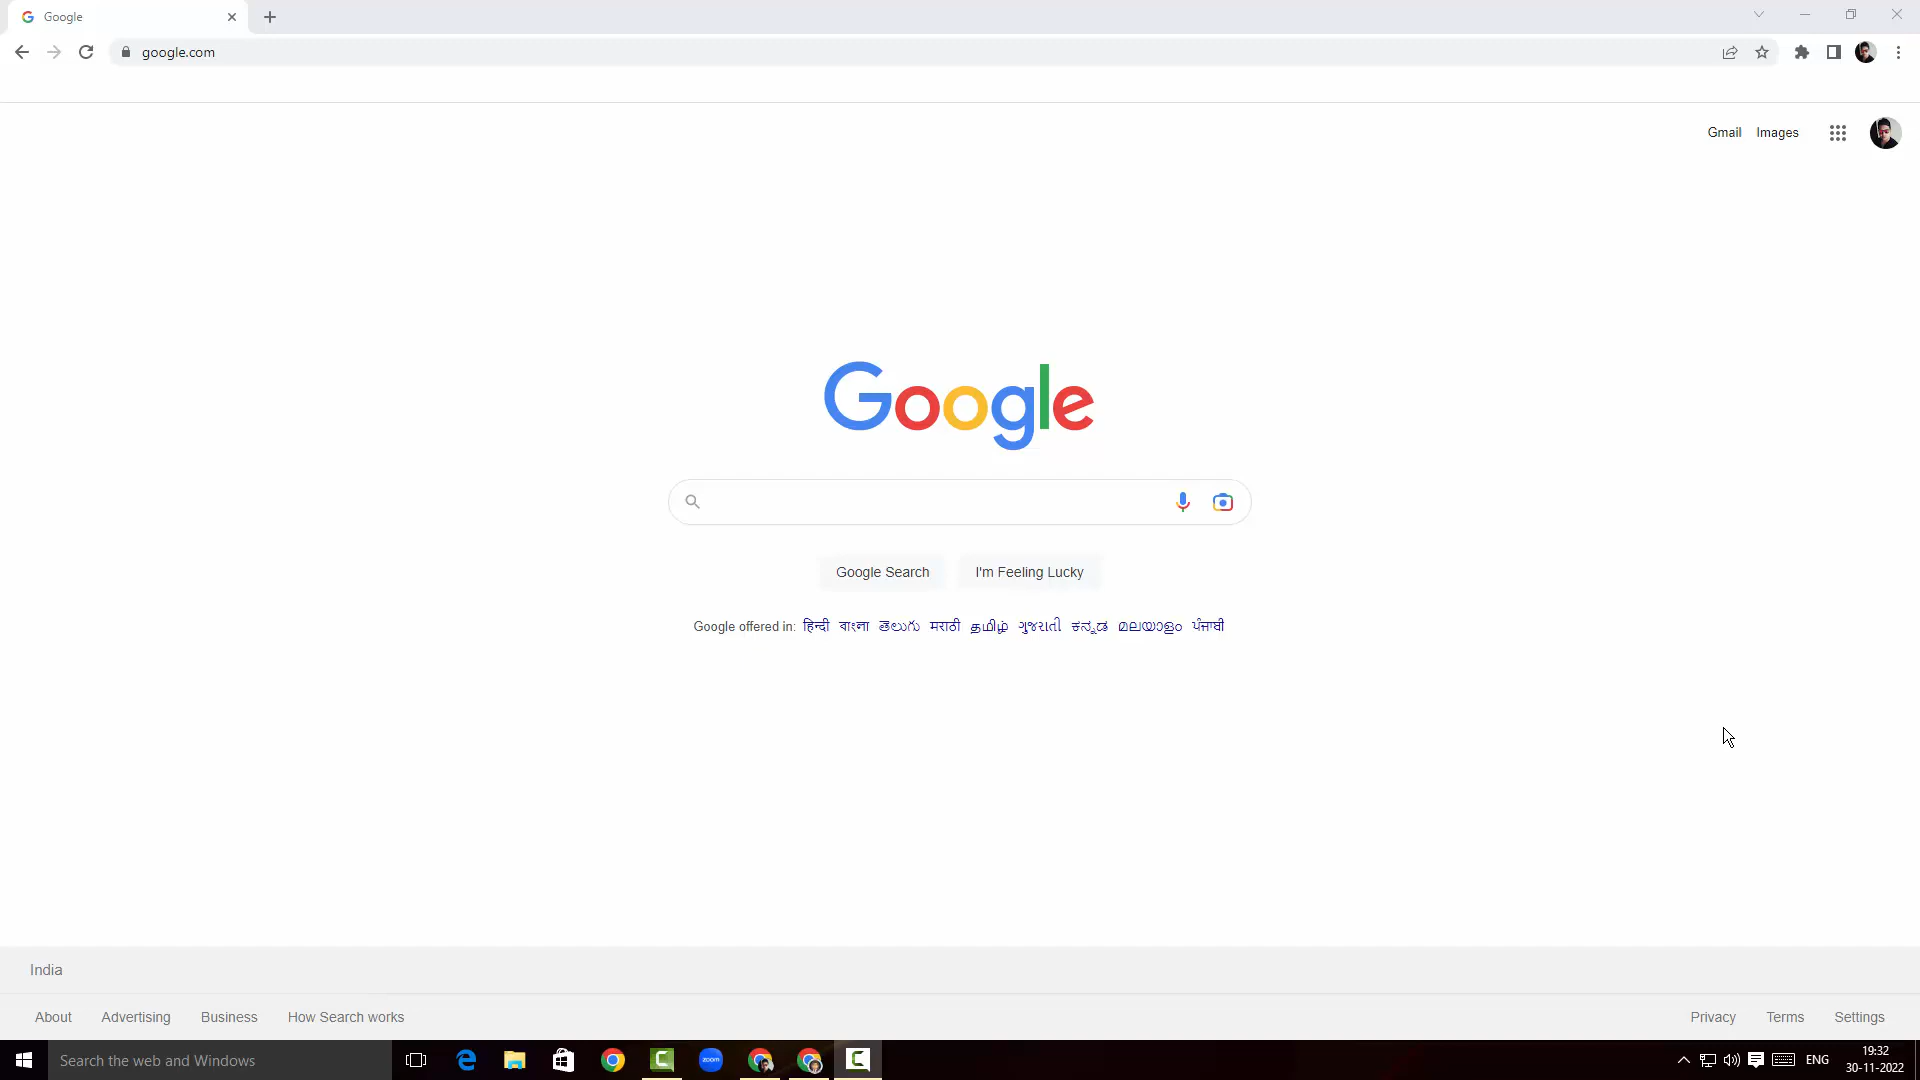 Google
google.com
Gmail Images
Google
Google Search I'm Feeling Lucky
Google offered in: हिन्दी বাংলা తెలుగు मराठी தமிழ் ગુજરાતી ಕನ್ನಡ മലയാളം ਪੰਜਾਬੀ
India
About Advertising Business How Search works Privacy Terms Settings
Search the web and Windows
zoom
ENG
19:32
30-11-2022